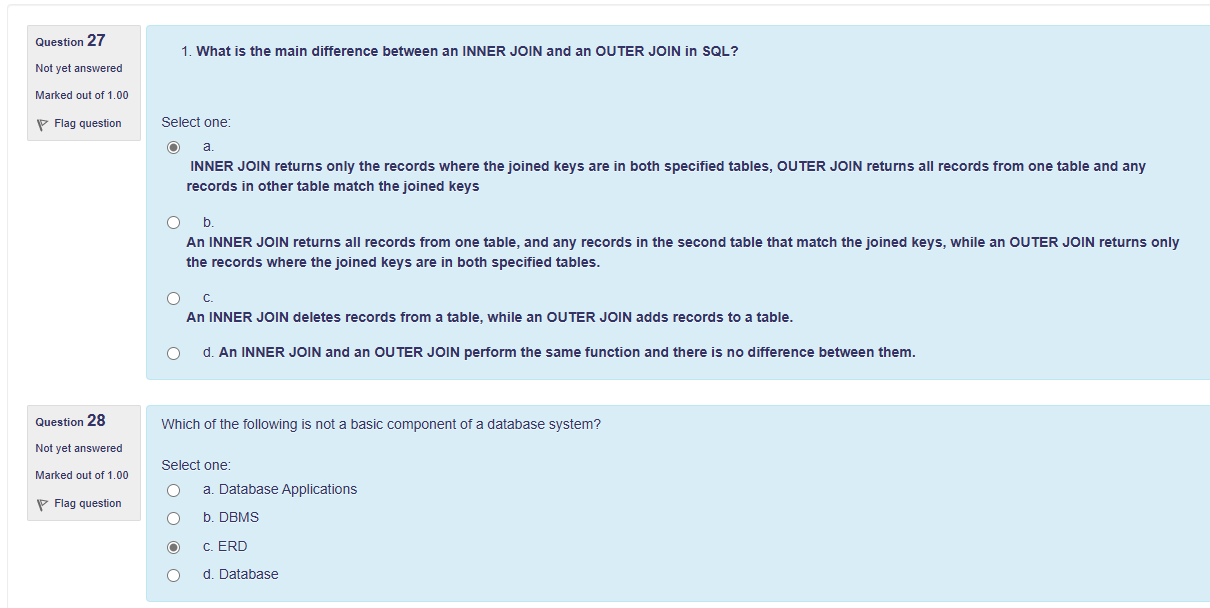 Question 27
Not yet answered
Marked out of 1.00
Flag question
1. What is the main difference between an INNER JOIN and an OUTER JOIN in SQL?
Select one:
a.
INNER JOIN returns only the records where the joined keys are in both specified tables, OUTER JOIN returns all records from one table and any
records in other table match the joined keys
b.
An INNER JOIN returns all records from one table, and any records in the second table that match the joined keys, while an OUTER JOIN returns only
the records where the joined keys are in both specified tables.
c.
An INNER JOIN deletes records from a table, while an OUTER JOIN adds records to a table.
d. An INNER JOIN and an OUTER JOIN perform the same function and there is no difference between them.
Question 28
Not yet answered
Marked out of 1.00
Flag question
Which of the following is not a basic component of a database system?
Select one:
a. Database Applications
b. DBMS
c. ERD
d. Database